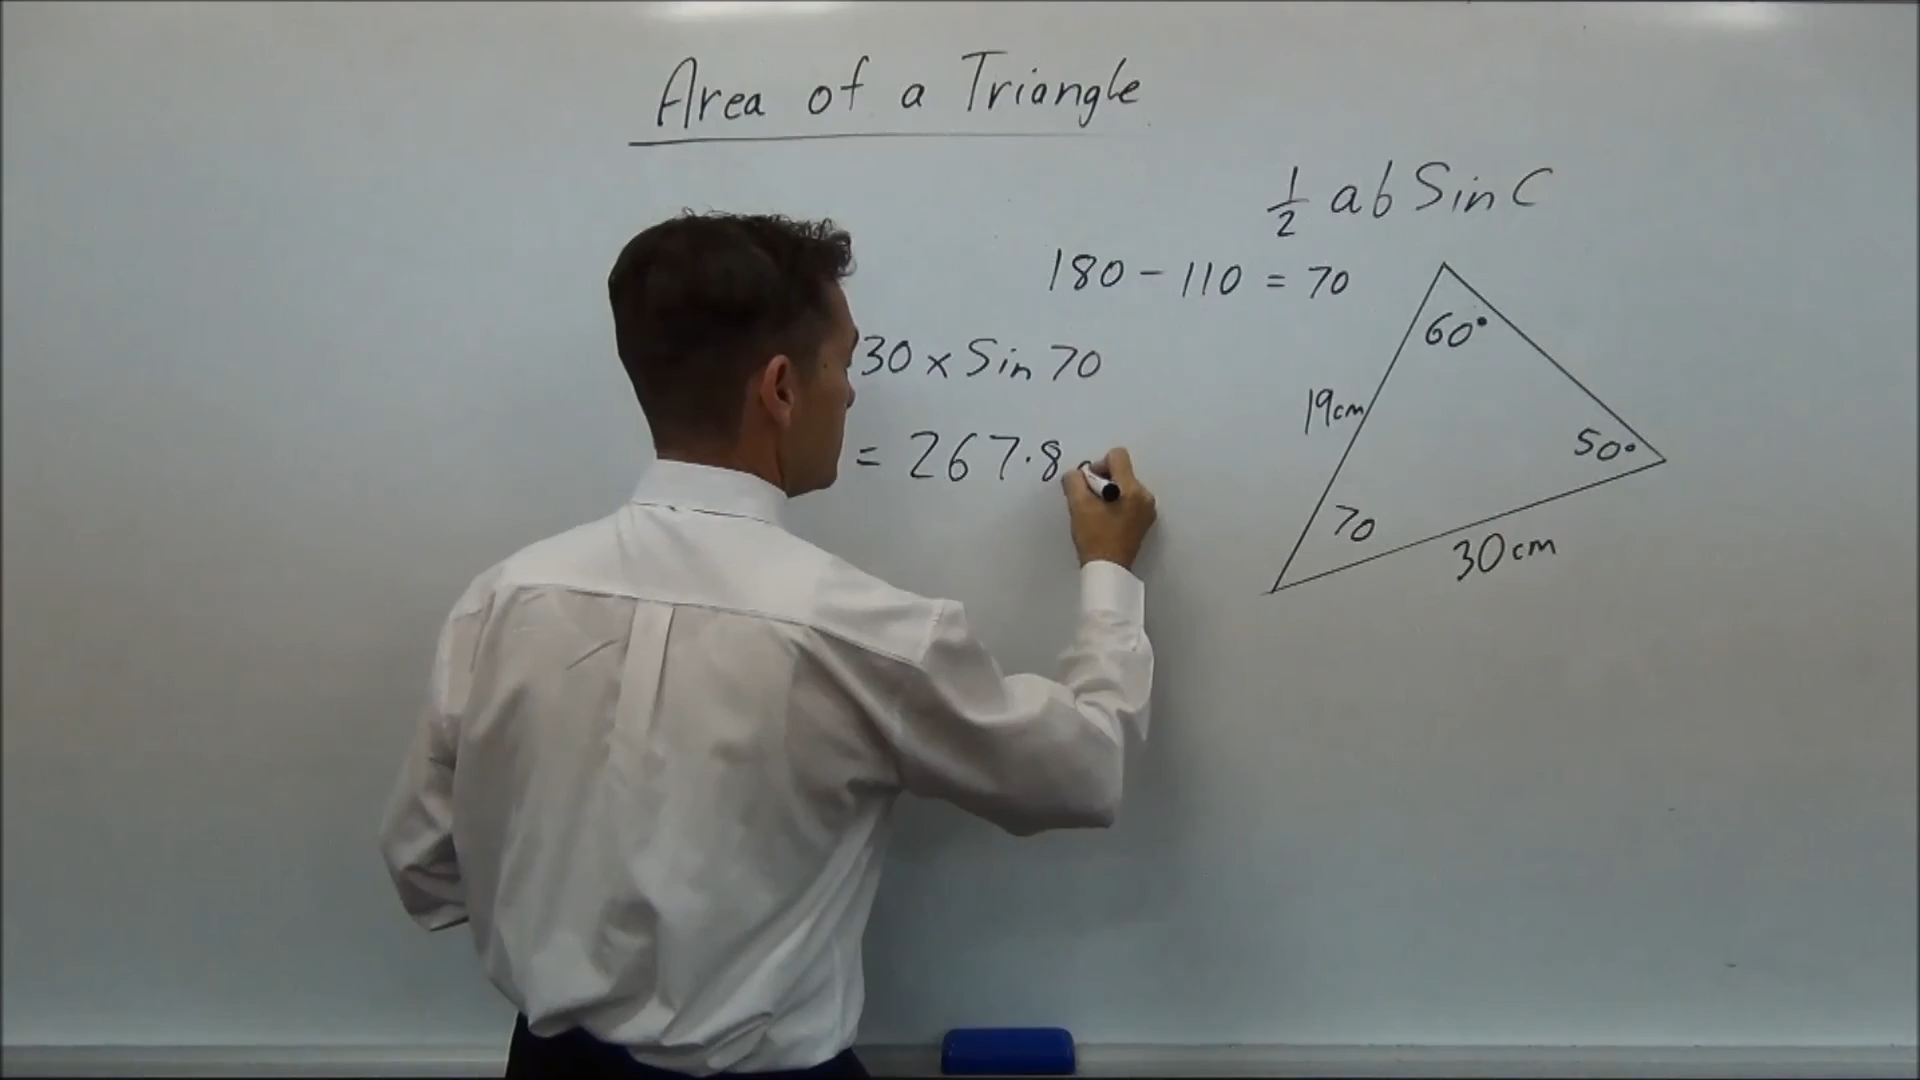 Area of a Triangle
½ ab Sin C
180 - 110 = 70
30 × Sin 70
= 267.8
60°
19cm
50°
70
30cm